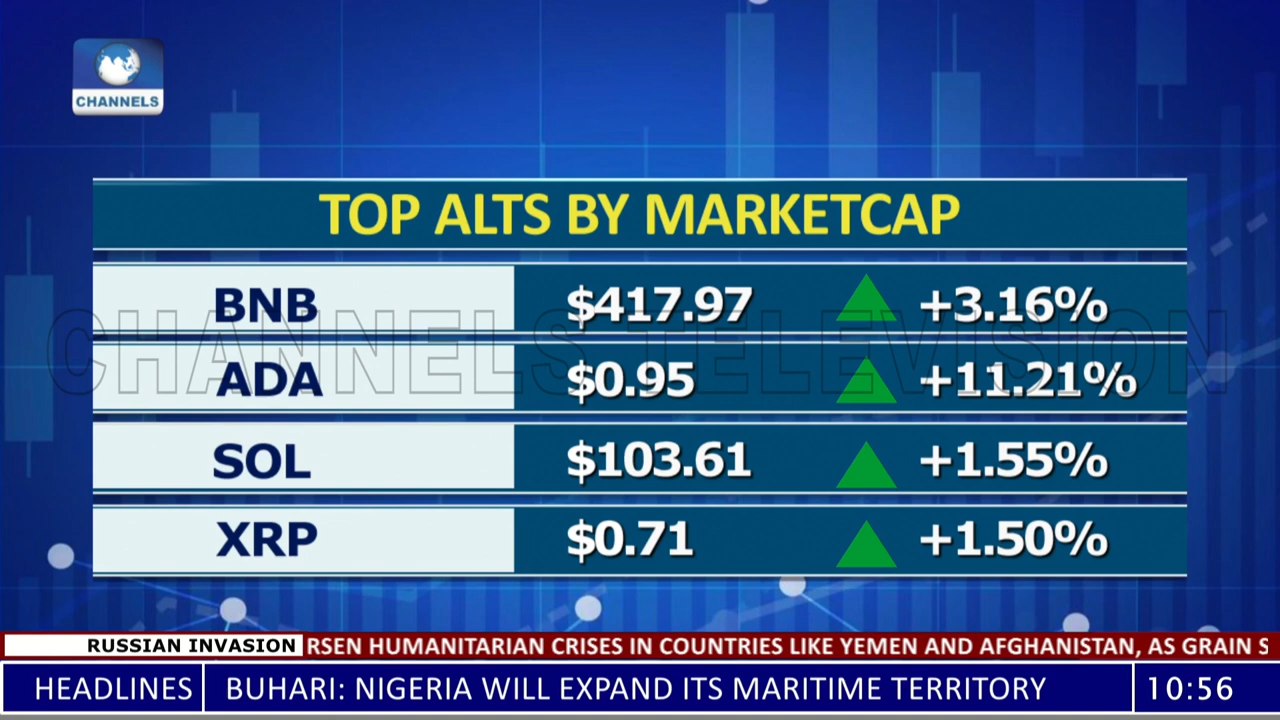 CHANNELS
TOP ALTS BY MARKETCAP
BNB $417.97 +3.16%
CHANNELS TELEVISION
ADA $0.95 +11.21%
SOL $103.61 +1.55%
XRP $0.71 +1.50%
RUSSIAN INVASION RSEN HUMANITARIAN CRISES IN COUNTRIES LIKE YEMEN AND AFGHANISTAN, AS GRAIN S
HEADLINES BUHARI: NIGERIA WILL EXPAND ITS MARITIME TERRITORY 10:56